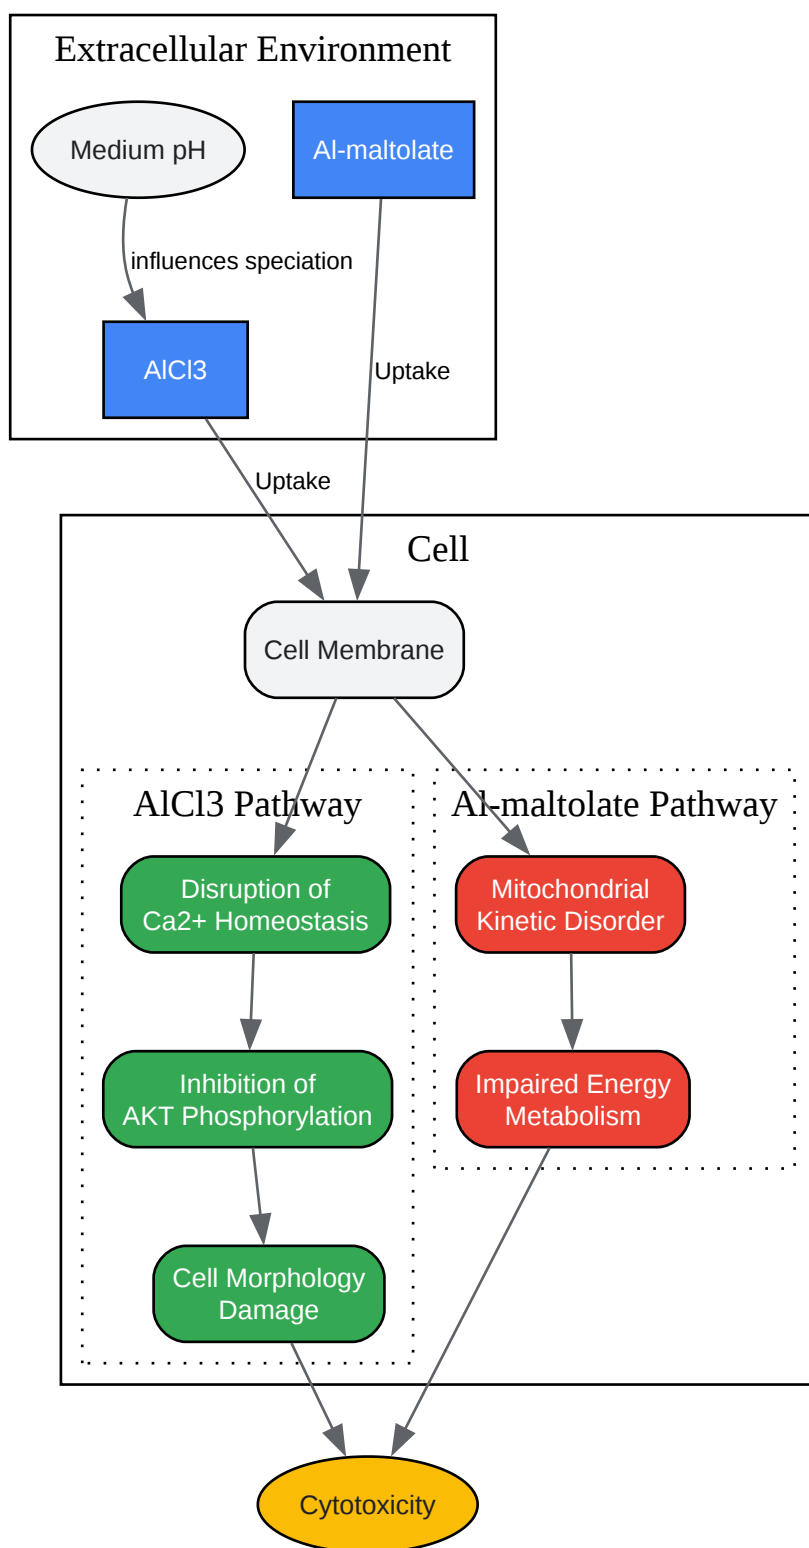 Extracellular Environment
Medium pH
Al-maltolate
influences speciation
AlCl3
Uptake
Uptake
Cell
Cell Membrane
AlCl3 Pathway
Al-maltolate Pathway
Disruption of
Ca2+ Homeostasis
Mitochondrial
Kinetic Disorder
Inhibition of
AKT Phosphorylation
Impaired Energy
Metabolism
Cell Morphology
Damage
Cytotoxicity